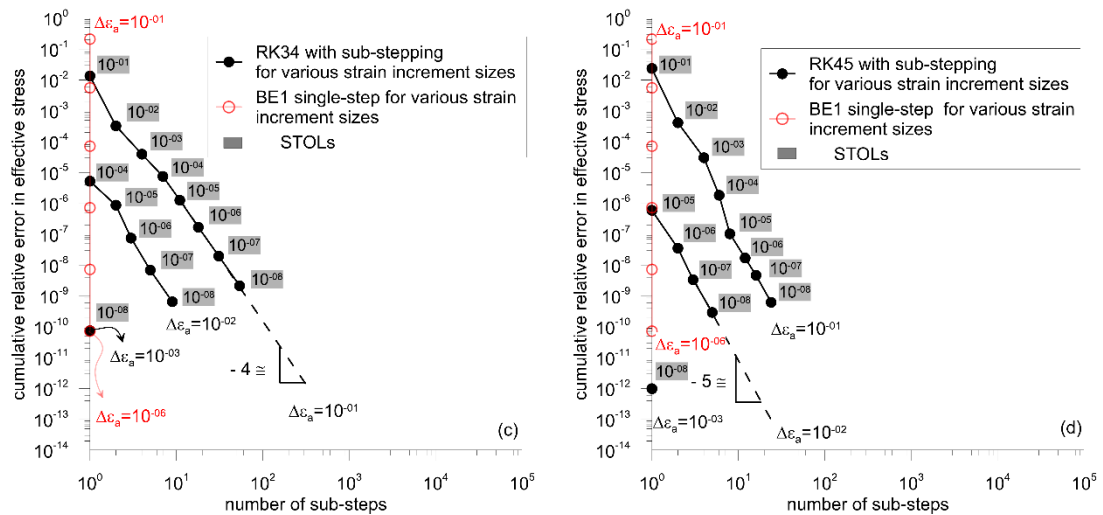 10⁰
10⁻¹
10⁻²
10⁻³
10⁻⁴
10⁻⁵
10⁻⁶
10⁻⁷
10⁻⁸
10⁻⁹
10⁻¹⁰
10⁻¹¹
10⁻¹²
10⁻¹³
10⁻¹⁴
cumulative relative error in effective stress
Δεₐ=10⁻⁰¹
RK34 with sub-stepping
for various strain increment sizes
BE1 single-step for various strain
increment sizes
STOLs
10⁻⁰¹
10⁻⁰²
10⁻⁰³
10⁻⁰⁴
10⁻⁰⁵
10⁻⁰⁶
10⁻⁰⁷
10⁻⁰⁸
10⁻⁰⁴
10⁻⁰⁵
10⁻⁰⁶
10⁻⁰⁷
10⁻⁰⁸
10⁻⁰⁸
Δεₐ=10⁻⁰²
Δεₐ=10⁻⁰³
Δεₐ=10⁻⁰⁶
- 4 ≅
Δεₐ=10⁻⁰¹
(c)
10⁰ 10¹ 10² 10³ 10⁴ 10⁵
number of sub-steps
10⁰
10⁻¹
10⁻²
10⁻³
10⁻⁴
10⁻⁵
10⁻⁶
10⁻⁷
10⁻⁸
10⁻⁹
10⁻¹⁰
10⁻¹¹
10⁻¹²
10⁻¹³
10⁻¹⁴
cumulative relative error in effective stress
Δεₐ=10⁻⁰¹
RK45 with sub-stepping
for various strain increment sizes
BE1 single-step for various strain
increment sizes
STOLs
10⁻⁰¹
10⁻⁰²
10⁻⁰³
10⁻⁰⁴
10⁻⁰⁵
10⁻⁰⁶
10⁻⁰⁷
10⁻⁰⁸
10⁻⁰⁵
10⁻⁰⁶
10⁻⁰⁷
10⁻⁰⁸
Δεₐ=10⁻⁰¹
Δεₐ=10⁻⁰⁶
10⁻⁰⁸
- 5 ≅
Δεₐ=10⁻⁰³
Δεₐ=10⁻⁰²
(d)
10⁰ 10¹ 10² 10³ 10⁴ 10⁵
number of sub-steps